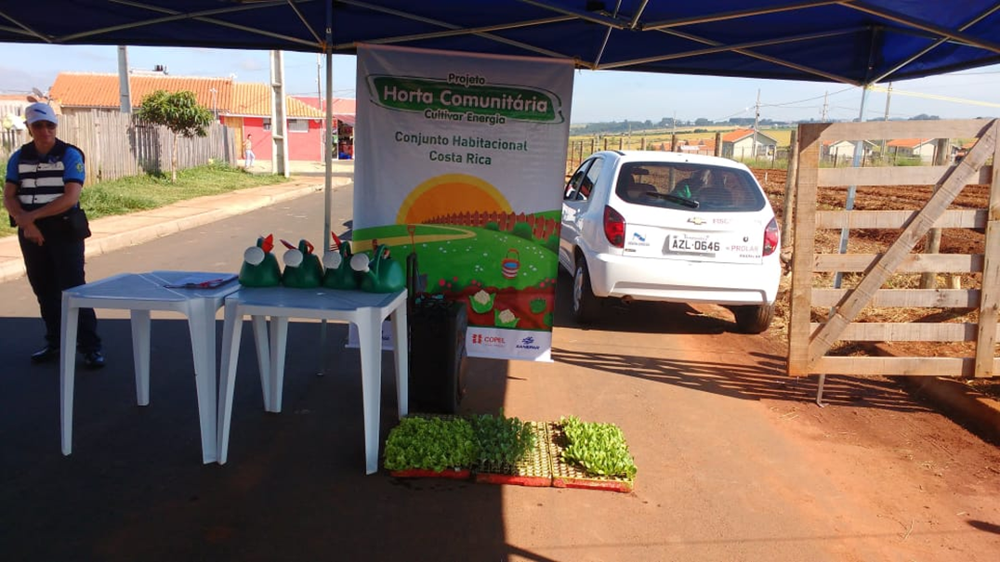 Projeto
Horta Comunitária
Cultivar Energia
Conjunto Habitacional
Costa Rica
COPEL
SANEPAR
AZL-0646
PROLAR